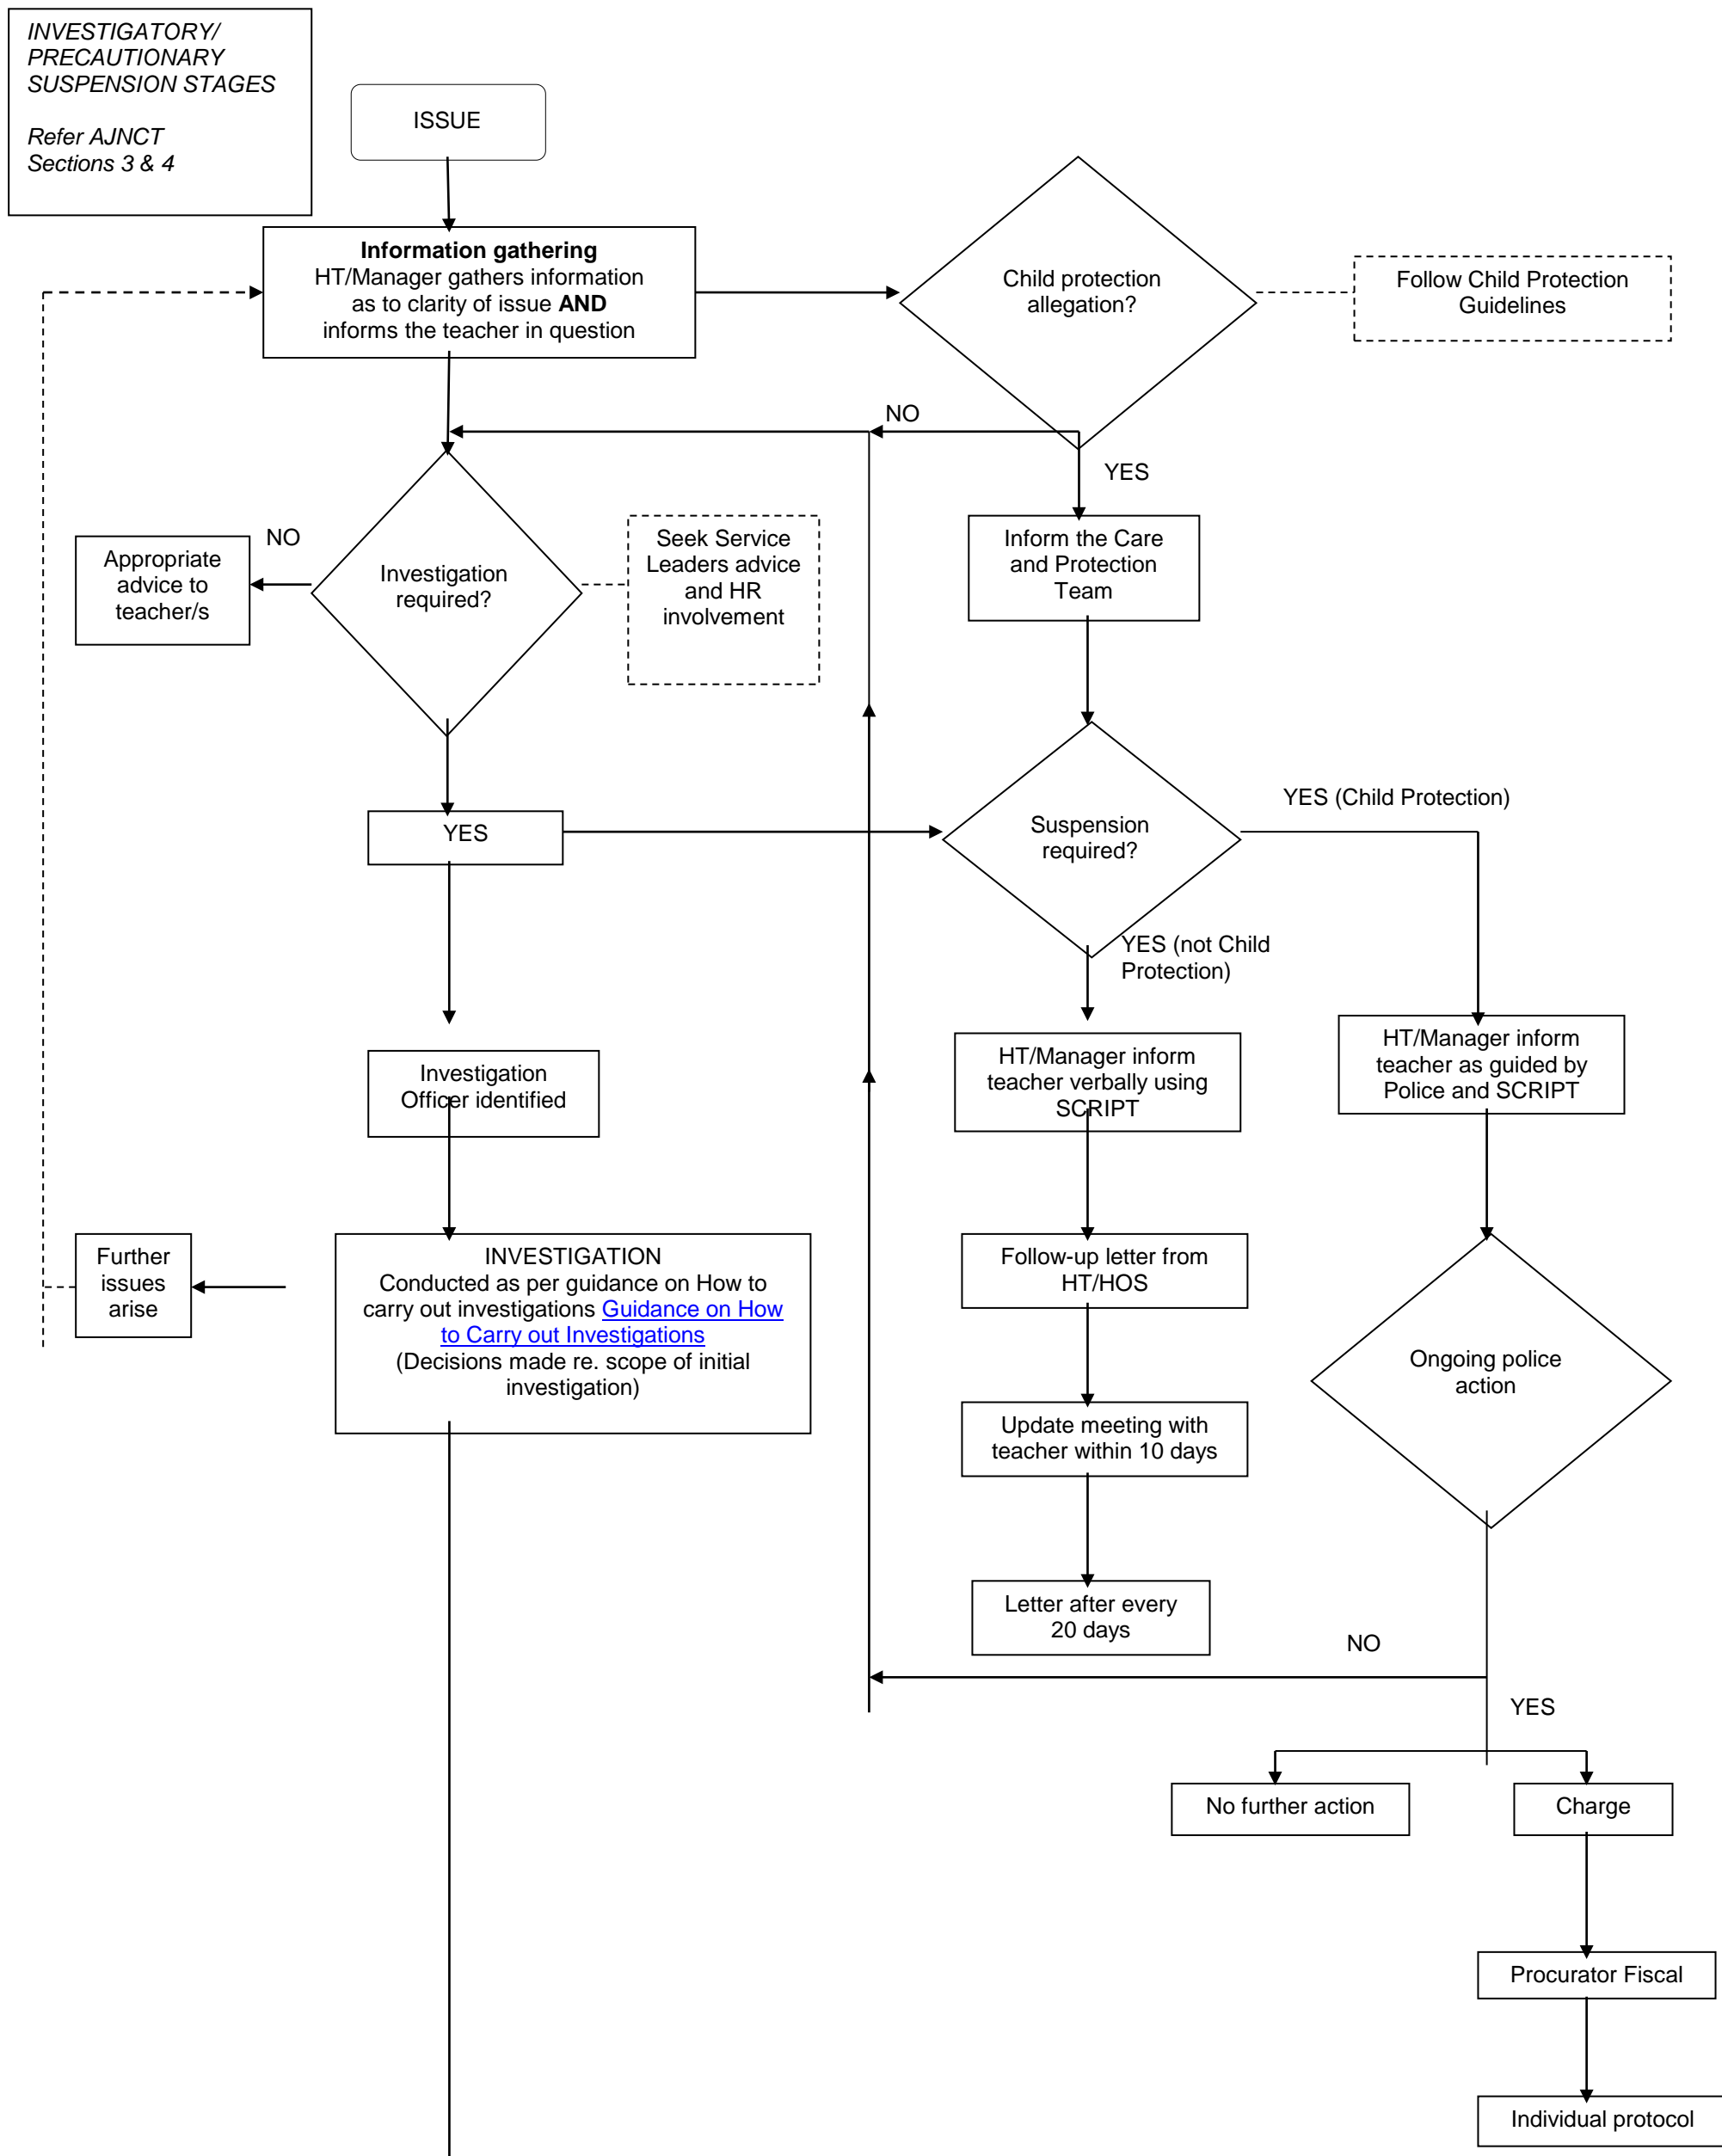 INVESTIGATORY/
PRECAUTIONARY
SUSPENSION STAGES
Refer AJNCT
Sections 3 & 4
ISSUE
Information gathering
HT/Manager gathers information
as to clarity of issue AND
informs the teacher in question
Child protection
allegation?
Follow Child Protection
Guidelines
NO
YES
NO
Appropriate
advice to
teacher/s
Investigation
required?
Seek Service
Leaders advice
and HR
involvement
Inform the Care
and Protection
Team
YES
Suspension
required?
YES (Child Protection)
YES (not Child
Protection)
Investigation
Officer identified
HT/Manager inform
teacher verbally using
SCRIPT
HT/Manager inform
teacher as guided by
Police and SCRIPT
Further
issues
arise
INVESTIGATION
Conducted as per guidance on How to
carry out investigations Guidance on How
to Carry out Investigations
(Decisions made re. scope of initial
investigation)
Follow-up letter from
HT/HOS
Ongoing police
action
Update meeting with
teacher within 10 days
Letter after every
20 days
NO
YES
No further action
Charge
Procurator Fiscal
Individual protocol